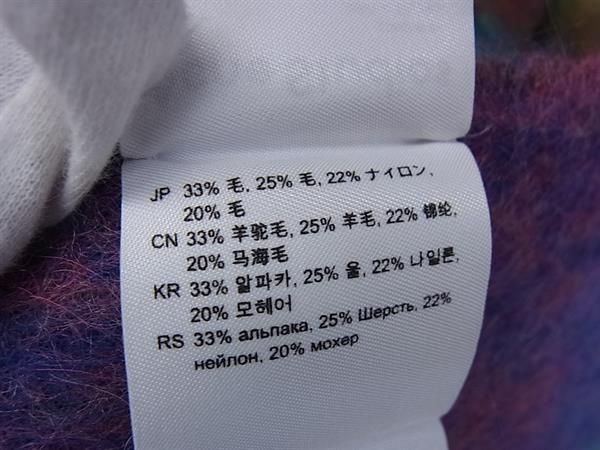 JP 33% 毛, 25% 毛, 22% ナイロン,
20% 毛
CN 33% 羊驼毛, 25% 羊毛, 22% 锦纶,
20% 马海毛
KR 33% 알파카, 25% 울, 22% 나일론,
20% 모헤어
RS 33% альпака, 25% Шерсть, 22%
нейлон, 20% мохер